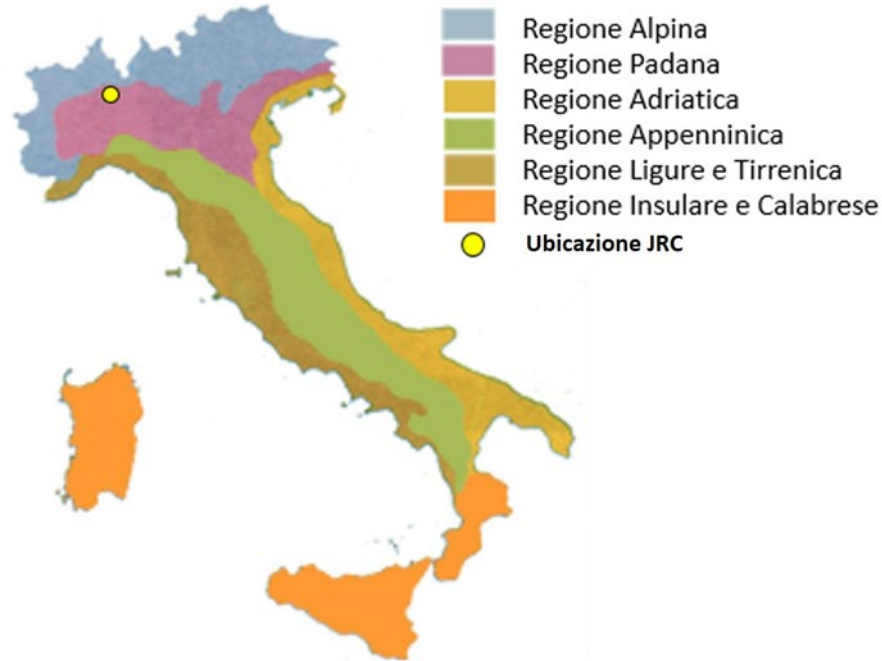 Regione Alpina
Regione Padana
Regione Adriatica
Regione Appenninica
Regione Ligure e Tirrenica
Regione Insulare e Calabrese
Ubicazione JRC